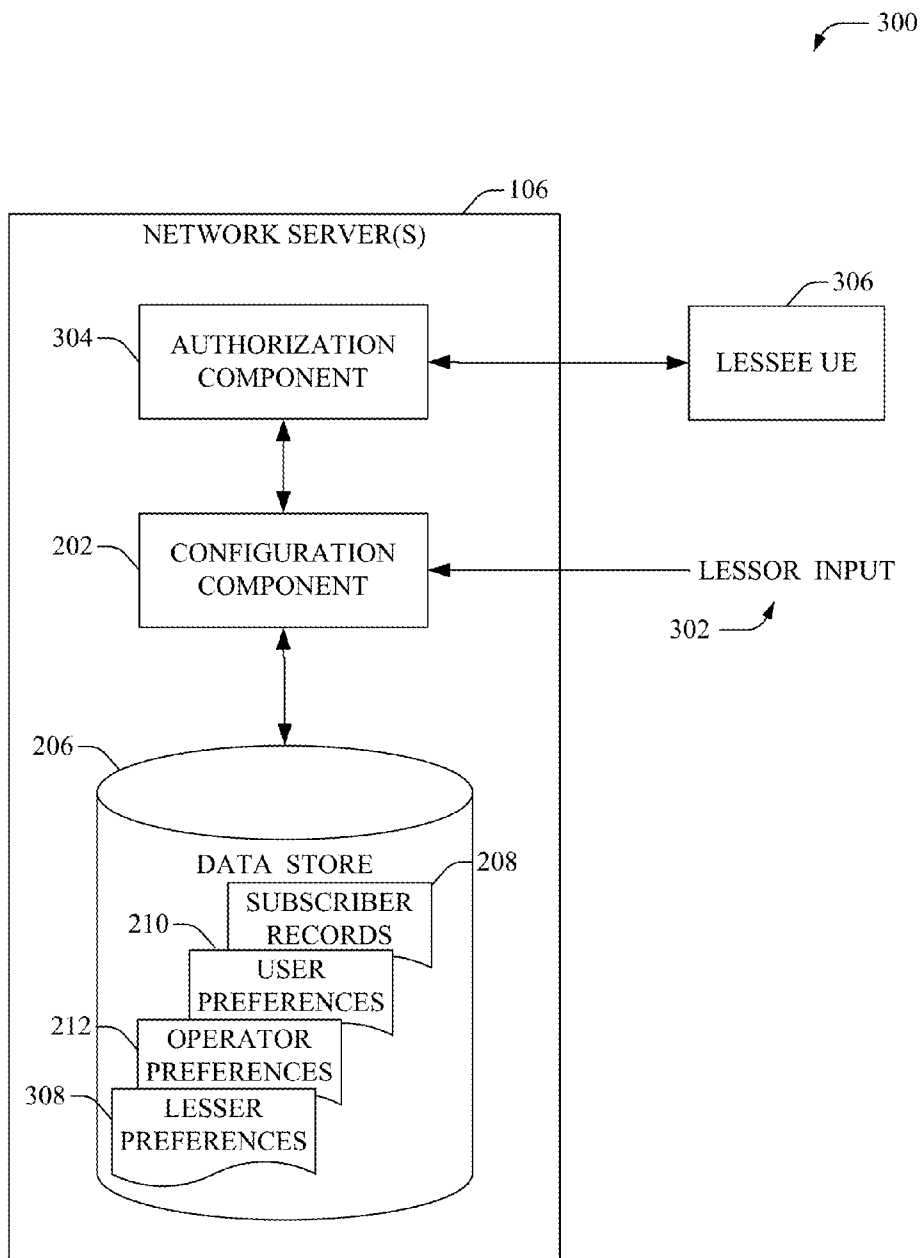 300
106
NETWORK SERVER(S)
306
304
AUTHORIZATION
COMPONENT
LESSEE UE
202
CONFIGURATION
COMPONENT
LESSOR INPUT
302
206
DATA STORE
208
SUBSCRIBER
RECORDS
210
USER
PREFERENCES
212
OPERATOR
PREFERENCES
308
LESSER
PREFERENCES